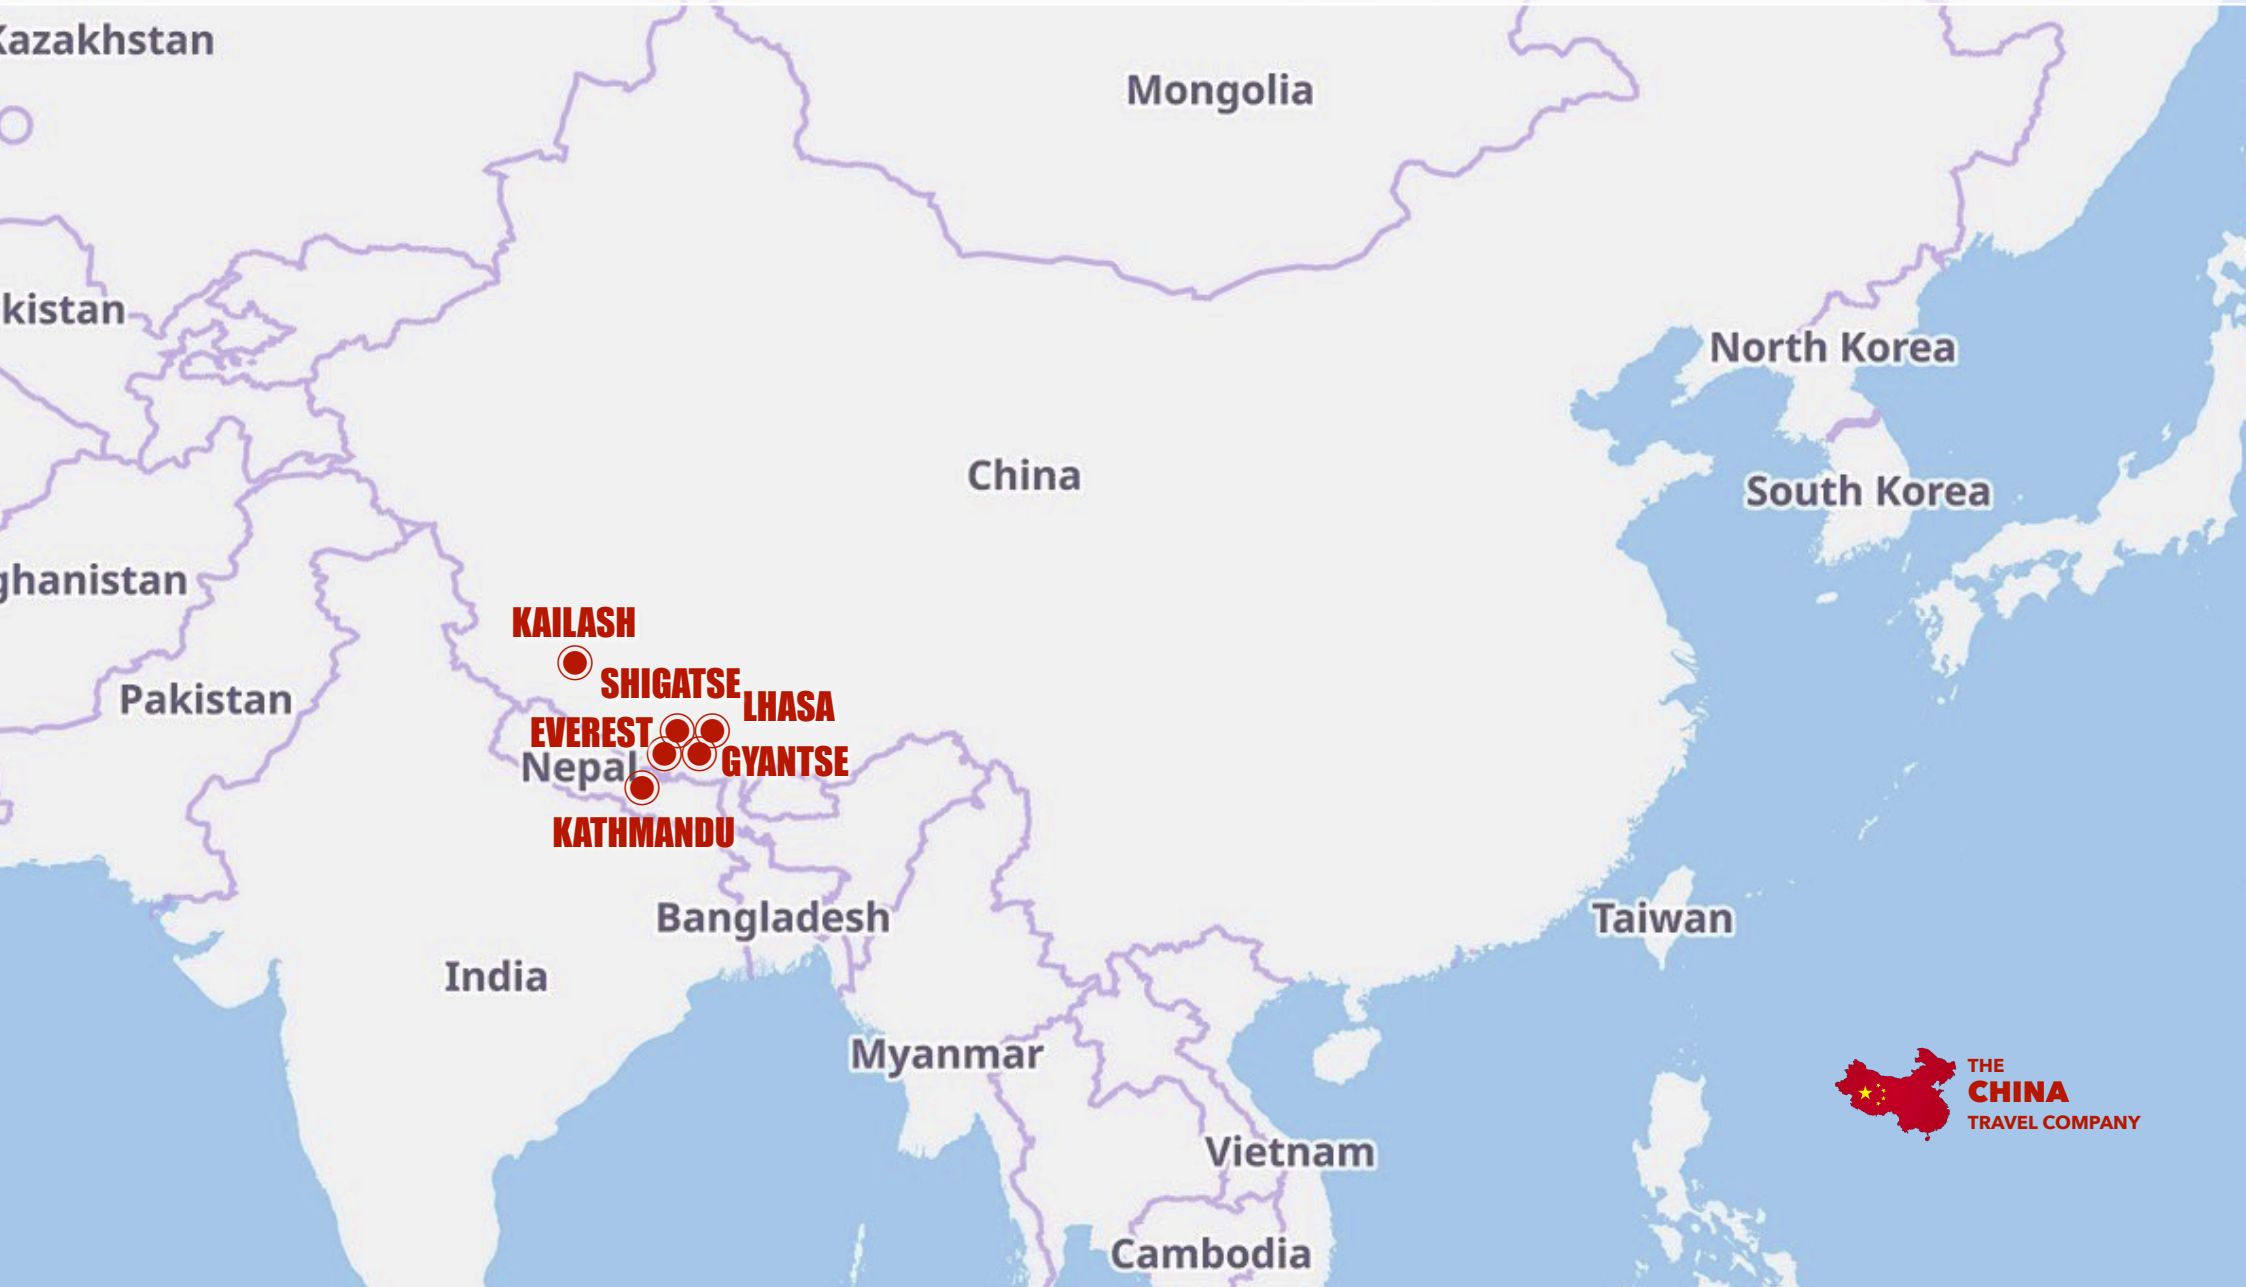 Kazakhstan
Mongolia
kistan
North Korea
China
South Korea
ghanistan
KAILASH
SHIGATSE
Pakistan
LHASA
EVEREST
GYANTSE
Nepal
KATHMANDU
Bangladesh
Taiwan
India
Myanmar
THE
CHINA
TRAVEL COMPANY
Vietnam
Cambodia